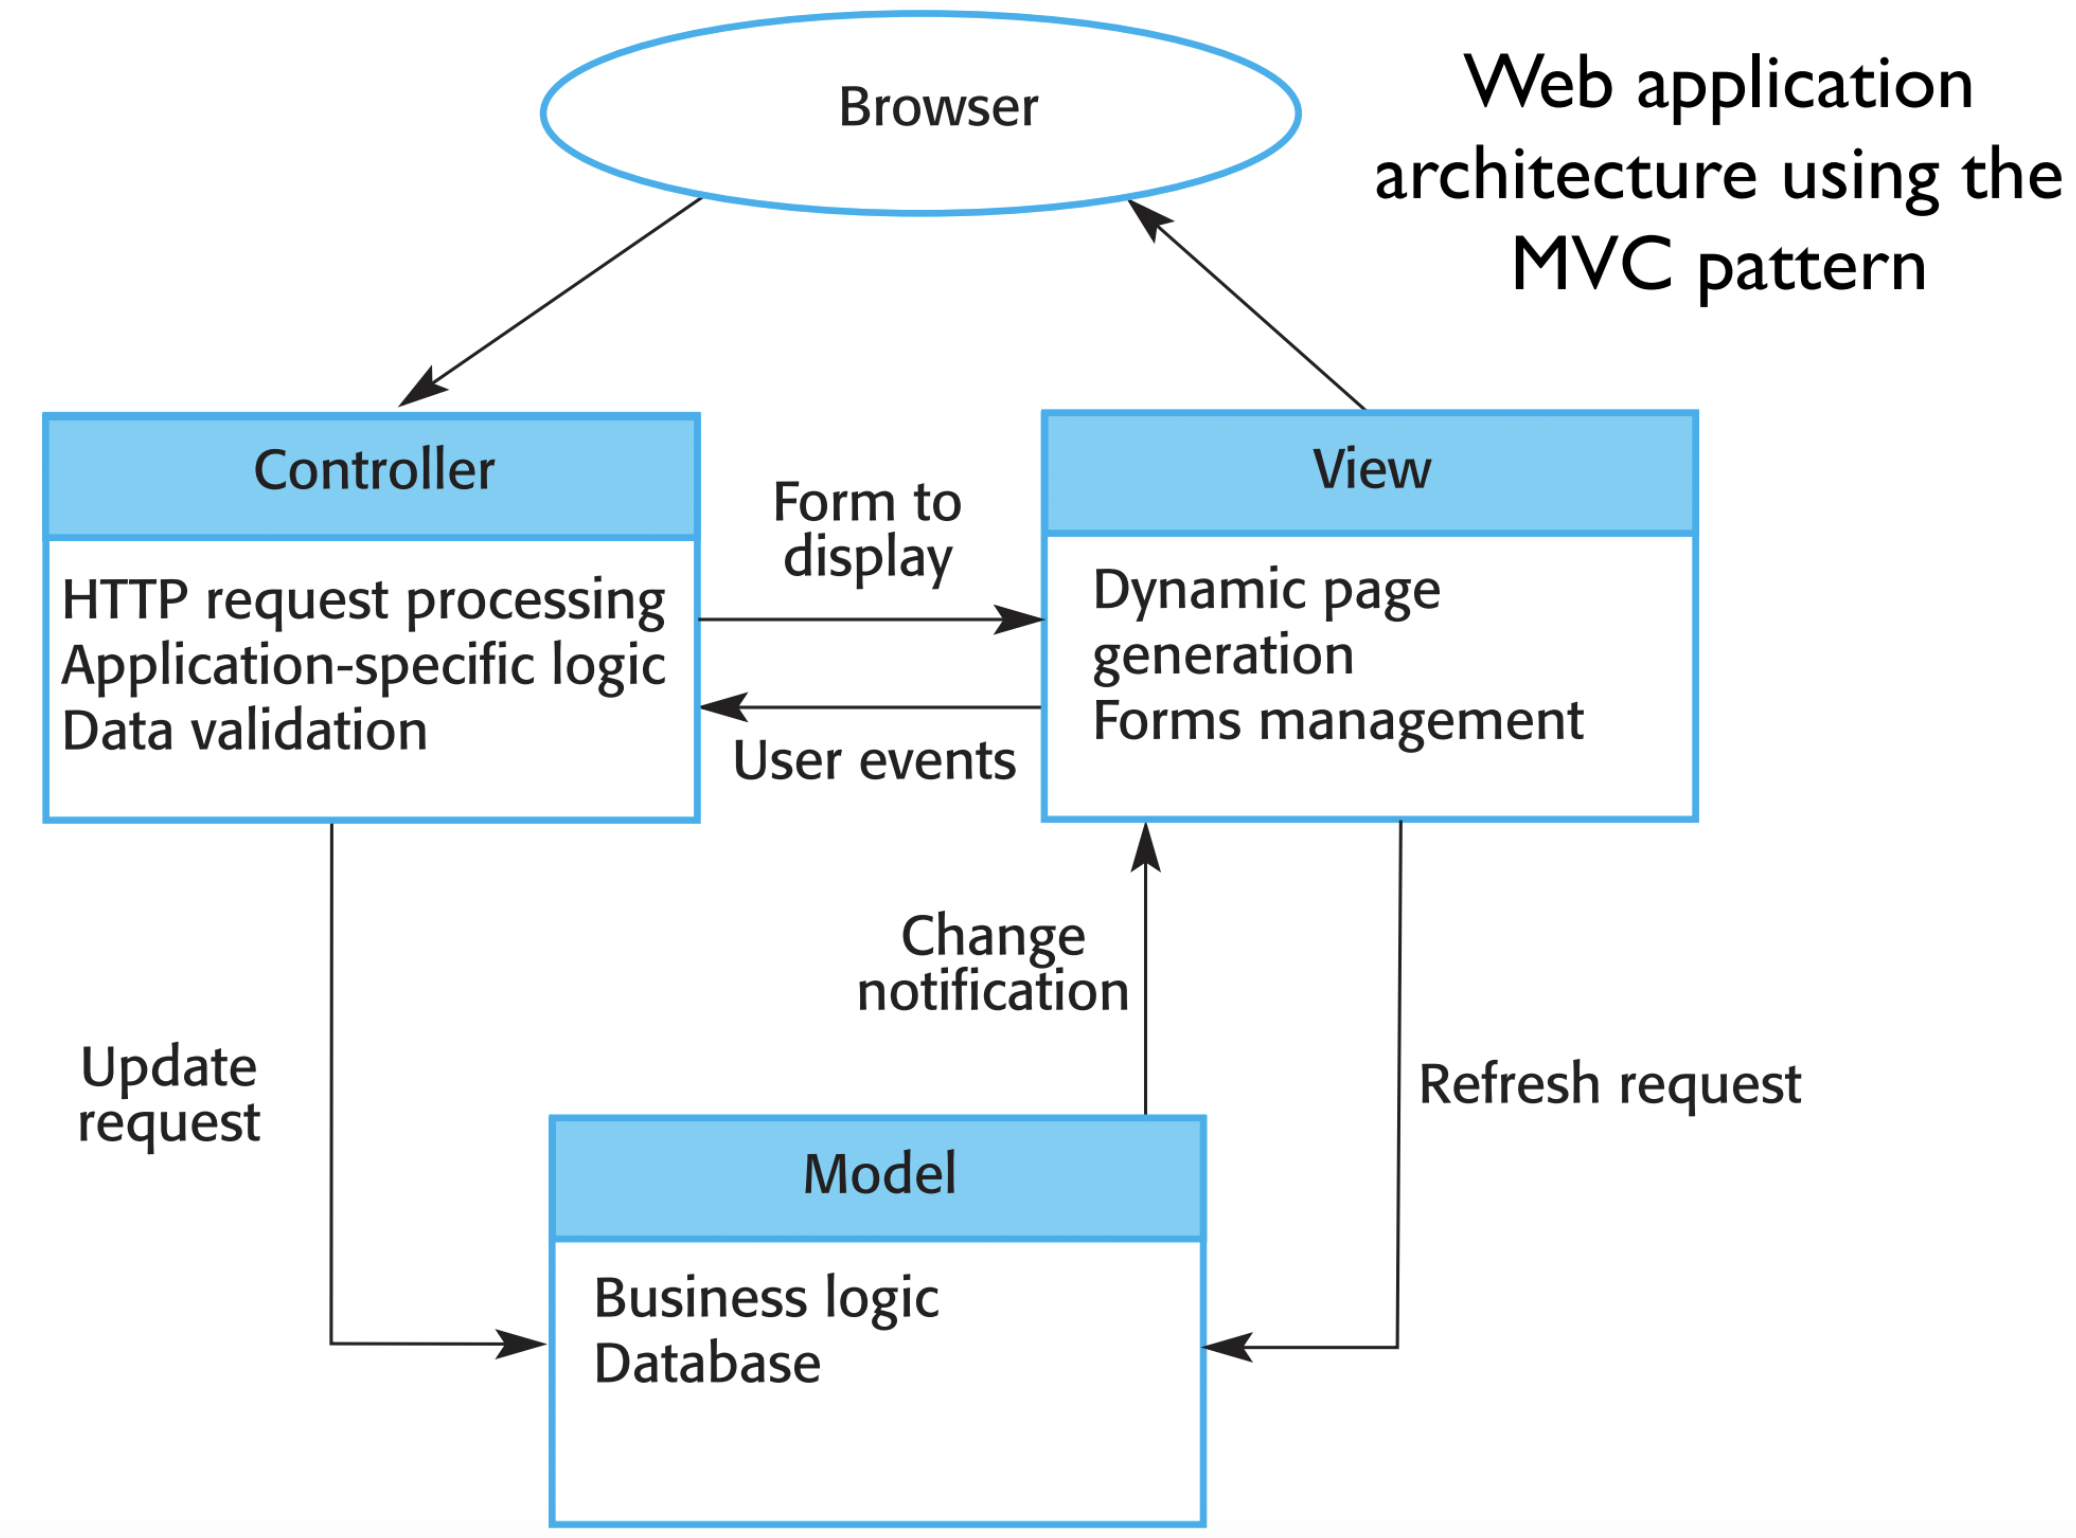 Browser
Web application
architecture using the
MVC pattern
Controller
HTTP request processing
Application-specific logic
Data validation
Form to
display
User events
View
Dynamic page
generation
Forms management
Update
request
Change
notification
Refresh request
Model
Business logic
Database